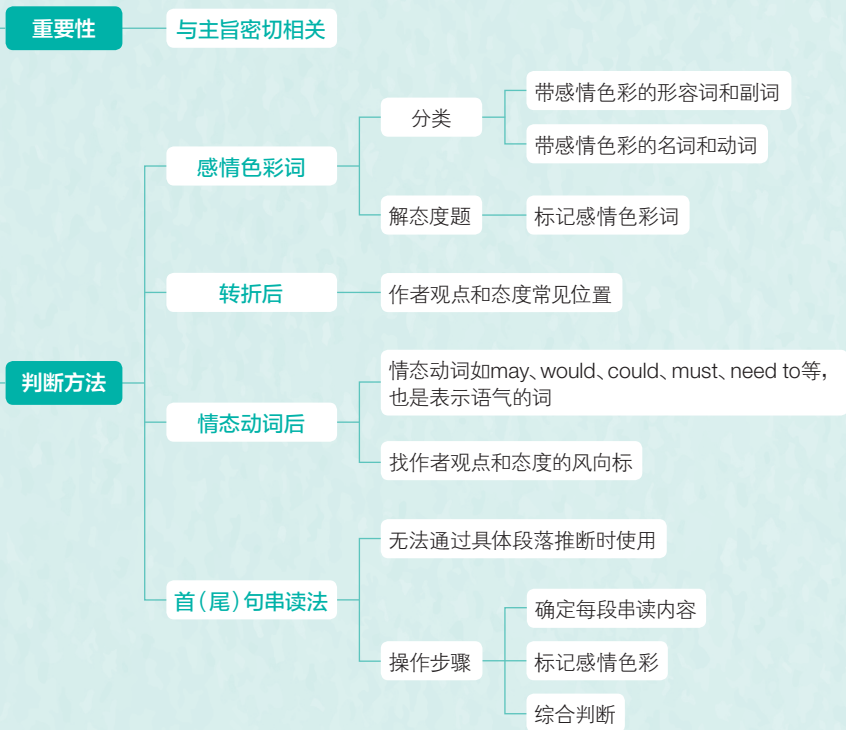 重要性
与主旨密切相关
判断方法
感情色彩词
分类
带感情色彩的形容词和副词
带感情色彩的名词和动词
解态度题
标记感情色彩词
转折后
作者观点和态度常见位置
情态动词后
情态动词如may、would、could、must、need to等，
也是表示语气的词
找作者观点和态度的风向标
首（尾）句串读法
无法通过具体段落推断时使用
操作步骤
确定每段串读内容
标记感情色彩
综合判断